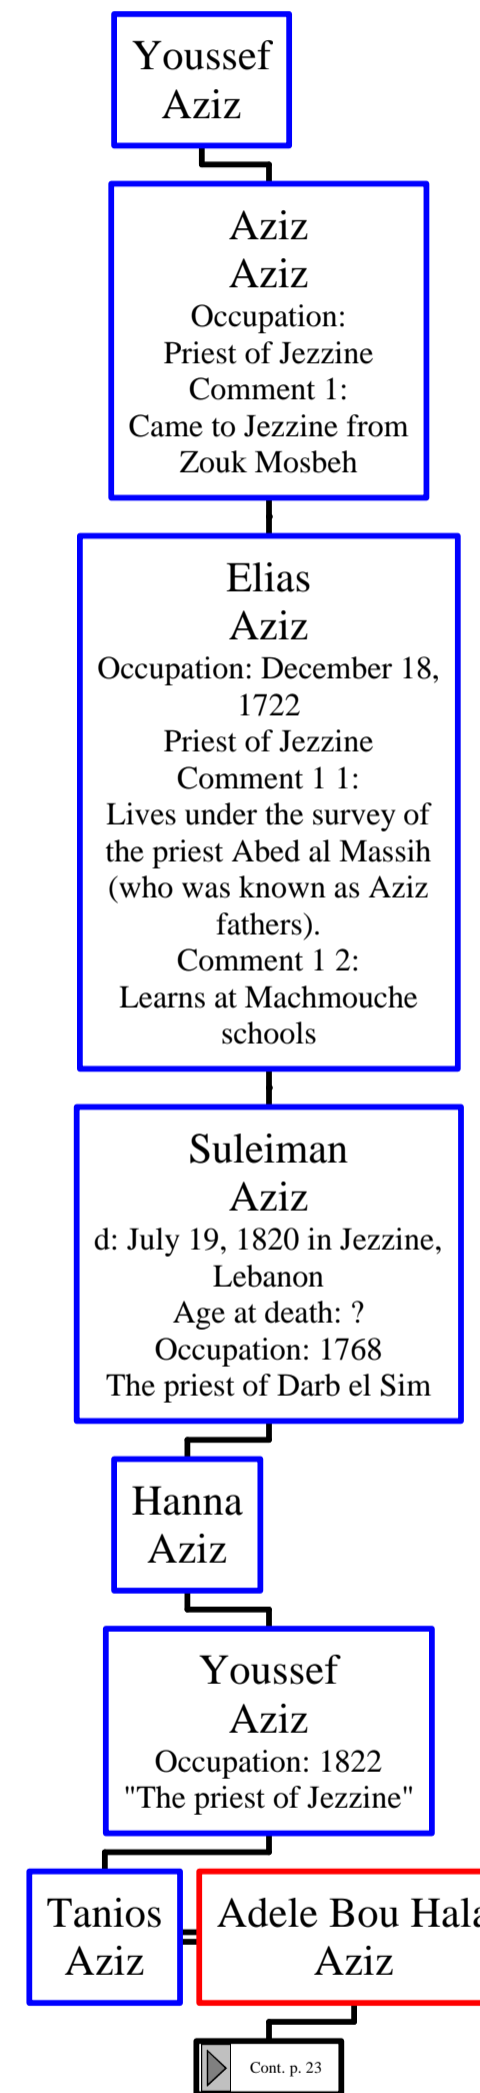 Youssef
Aziz
Aziz
Aziz
Occupation:
Priest of Jezzine
Comment 1:
Came to Jezzine from
Zouk Mosbeh
Elias
Aziz
Occupation: December 18,
1722
Priest of Jezzine
Comment 1 1:
Lives under the survey of
the priest Abed al Massih
(who was known as Aziz
fathers).
Comment 1 2:
Learns at Machmouche
schools
Suleiman
Aziz
d: July 19, 1820 in Jezzine,
Lebanon
Age at death: ?
Occupation: 1768
The priest of Darb el Sim
Hanna
Aziz
Youssef
Aziz
Occupation: 1822
"The priest of Jezzine"
Tanios
Aziz
Adele Bou Hala
Aziz
Cont. p. 23